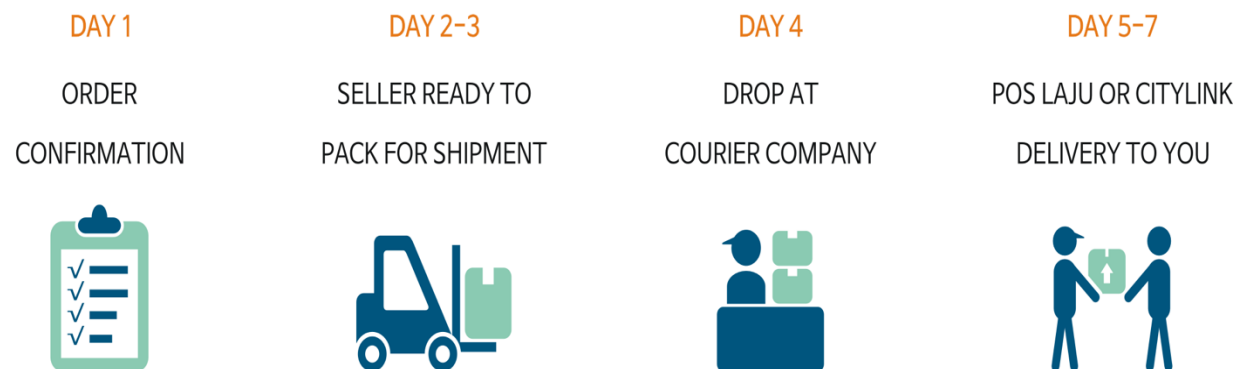 DAY 1
ORDER
CONFIRMATION
DAY 2-3
SELLER READY TO
PACK FOR SHIPMENT
DAY 4
DROP AT
COURIER COMPANY
DAY 5-7
POS LAJU OR CITYLINK
DELIVERY TO YOU